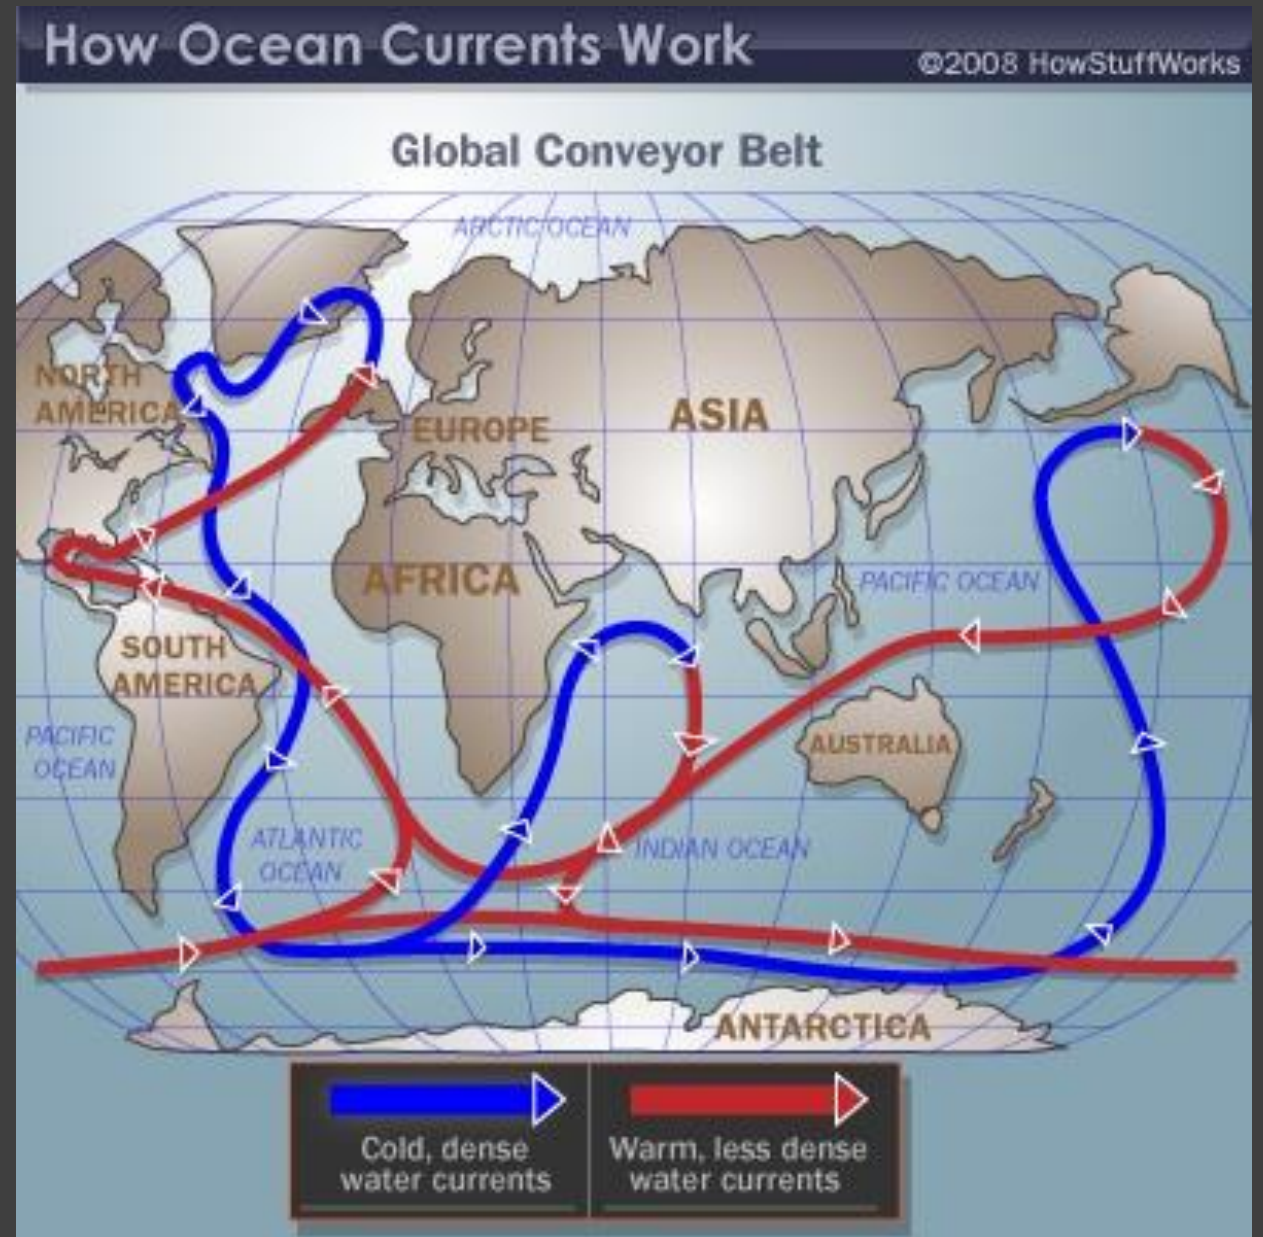 How Ocean Currents Work
©2008 HowStuffWorks
Global Conveyor Belt
ARCTIC OCEAN
NORTH
AMERICA
EUROPE
ASIA
AFRICA
PACIFIC OCEAN
SOUTH
AMERICA
PACIFIC
OCEAN
AUSTRALIA
ATLANTIC
OCEAN
INDIAN OCEAN
ANTARCTICA
Cold, dense
water currents
Warm, less dense
water currents